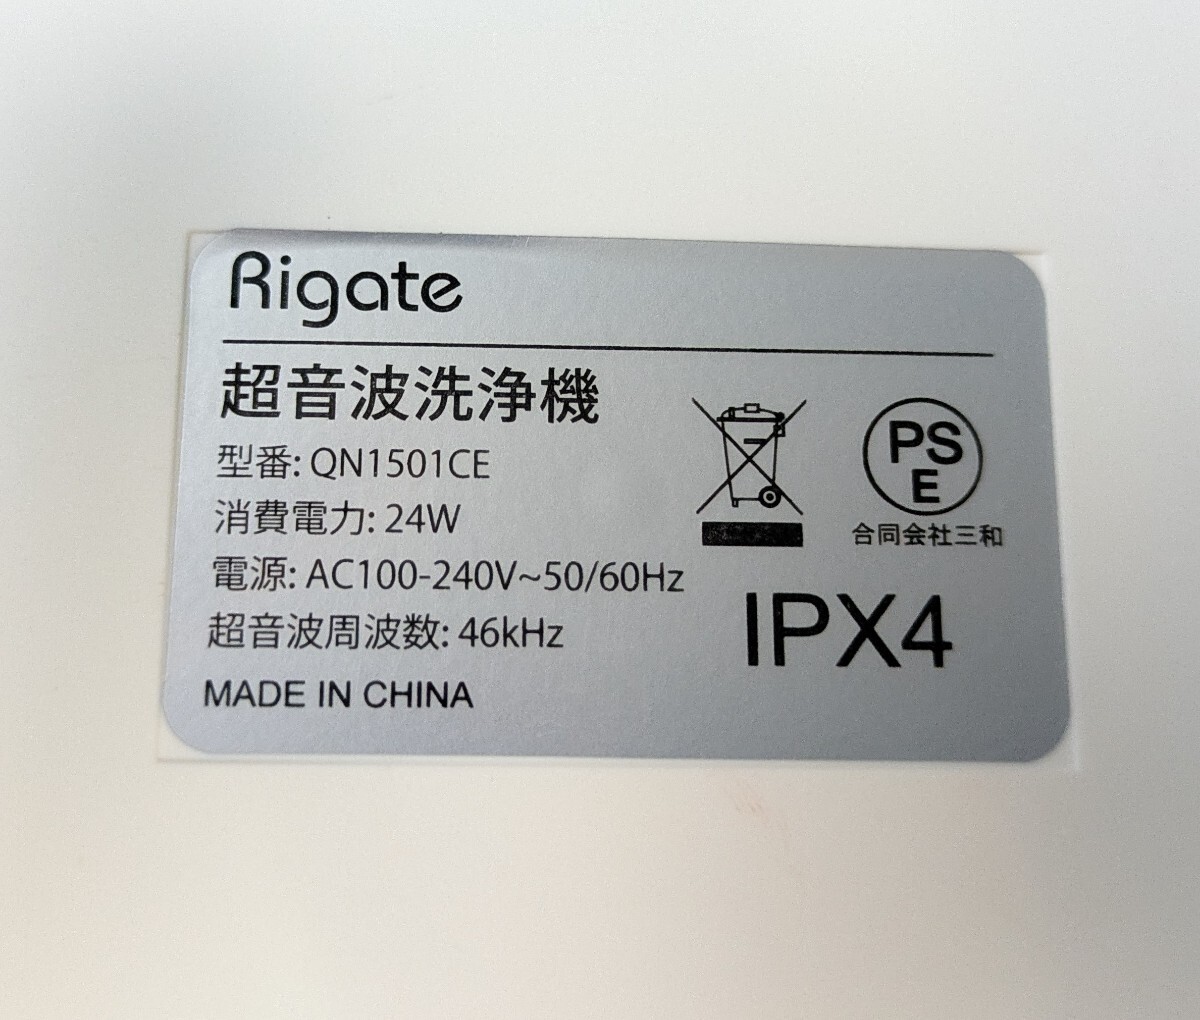 Rigate
超音波洗浄機
型番: QN1501CE
消費電力: 24W
電源: AC100-240V~50/60Hz
超音波周波数: 46kHz
MADE IN CHINA
PS
E
合同会社三和
IPX4